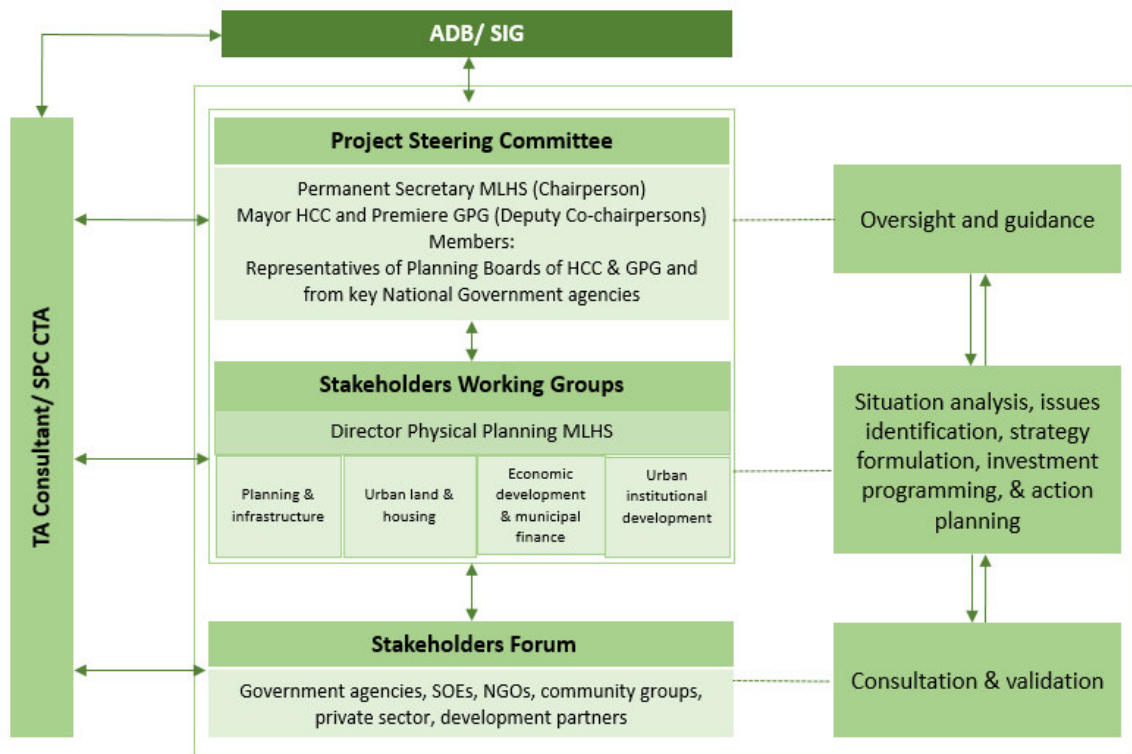 ADB/ SIG
TA Consultant/ SPC CTA
Project Steering Committee
Permanent Secretary MLHS (Chairperson)
Mayor HCC and Premiere GPG (Deputy Co-chairpersons)
Members:
Representatives of Planning Boards of HCC & GPG and
from key National Government agencies
Oversight and guidance
Stakeholders Working Groups
Director Physical Planning MLHS
Planning &
infrastructure
Urban land &
housing
Economic
development
& municipal
finance
Urban
institutional
development
Situation analysis, issues
identification, strategy
formulation, investment
programming, & action
planning
Stakeholders Forum
Government agencies, SOEs, NGOs, community groups,
private sector, development partners
Consultation & validation